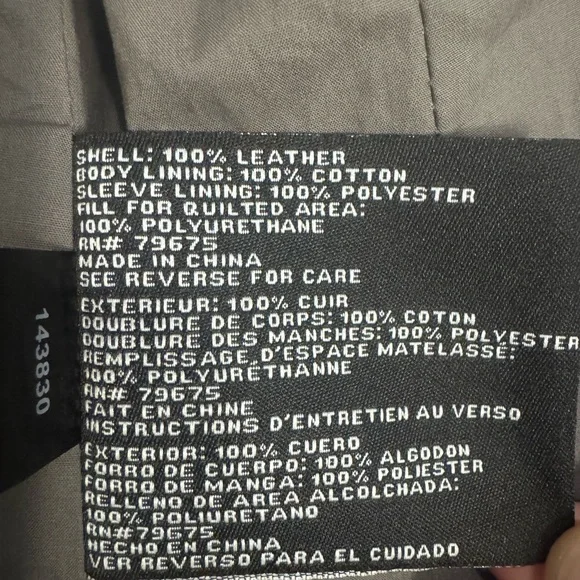 SHELL: 100% LEATHER
BODY LINING: 100% COTTON
SLEEVE LINING: 100% POLYESTER
FILL FOR QUILTED AREA:
100% POLYURETHANE
RN# 79675
MADE IN CHINA
SEE REVERSE FOR CARE
EXTERIEUR: 100% CUIR
DOUBLURE DE CORPS: 100% COTON
DOUBLURE DES MANCHES: 100% POLYESTER
REMPLISSAGE D'ESPACE MATELASSÉ:
100% POLYURÉTHANNE
RN# 79675
FAIT EN CHINE
INSTRUCTIONS D'ENTRETIEN AU VERSO
EXTERIOR: 100% CUERO
FORRO DE CUERPO: 100% ALGODON
FORRO DE MANGA: 100% POLIESTER
RELLENO DE AREA ALCOLCHADA:
100% POLIURETANO
RN#79675
HECHO EN CHINA
VER REVERSO PARA EL CUIDADO
143830